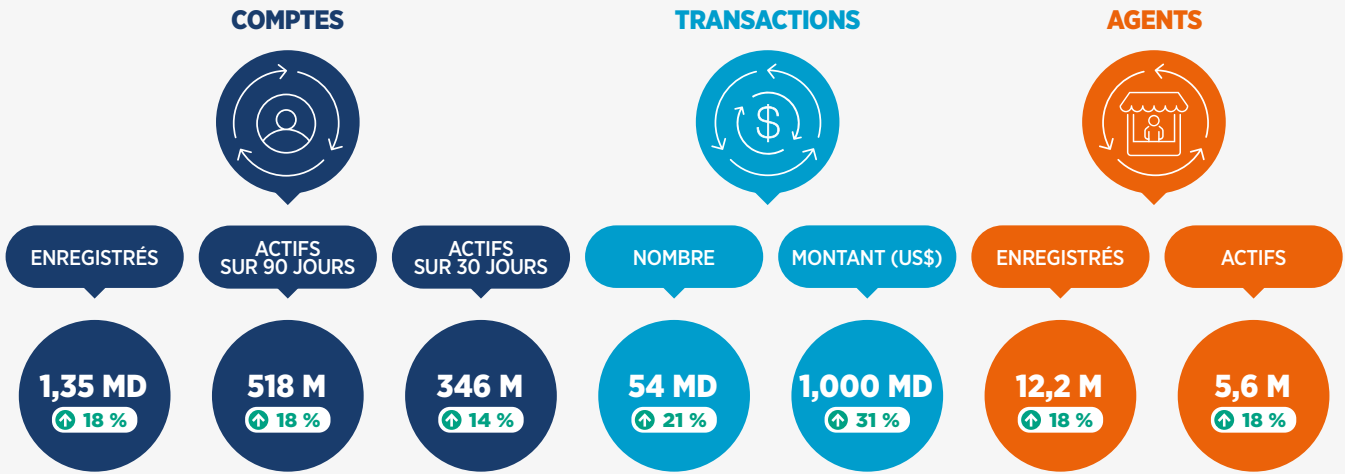 COMPTES
TRANSACTIONS
AGENTS
$
ENREGISTRÉS
ACTIFS
SUR 90 JOURS
ACTIFS
SUR 30 JOURS
NOMBRE
MONTANT (US$)
ENREGISTRÉS
ACTIFS
1,35 MD
18 %
518 M
18 %
346 M
14 %
54 MD
21 %
1,000 MD
31 %
12,2 M
18 %
5,6 M
18 %